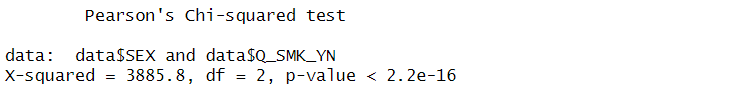 Pearson's Chi-squared test
data:  data$SEX and data$Q_SMK_YN
X-squared = 3885.8, df = 2, p-value < 2.2e-16